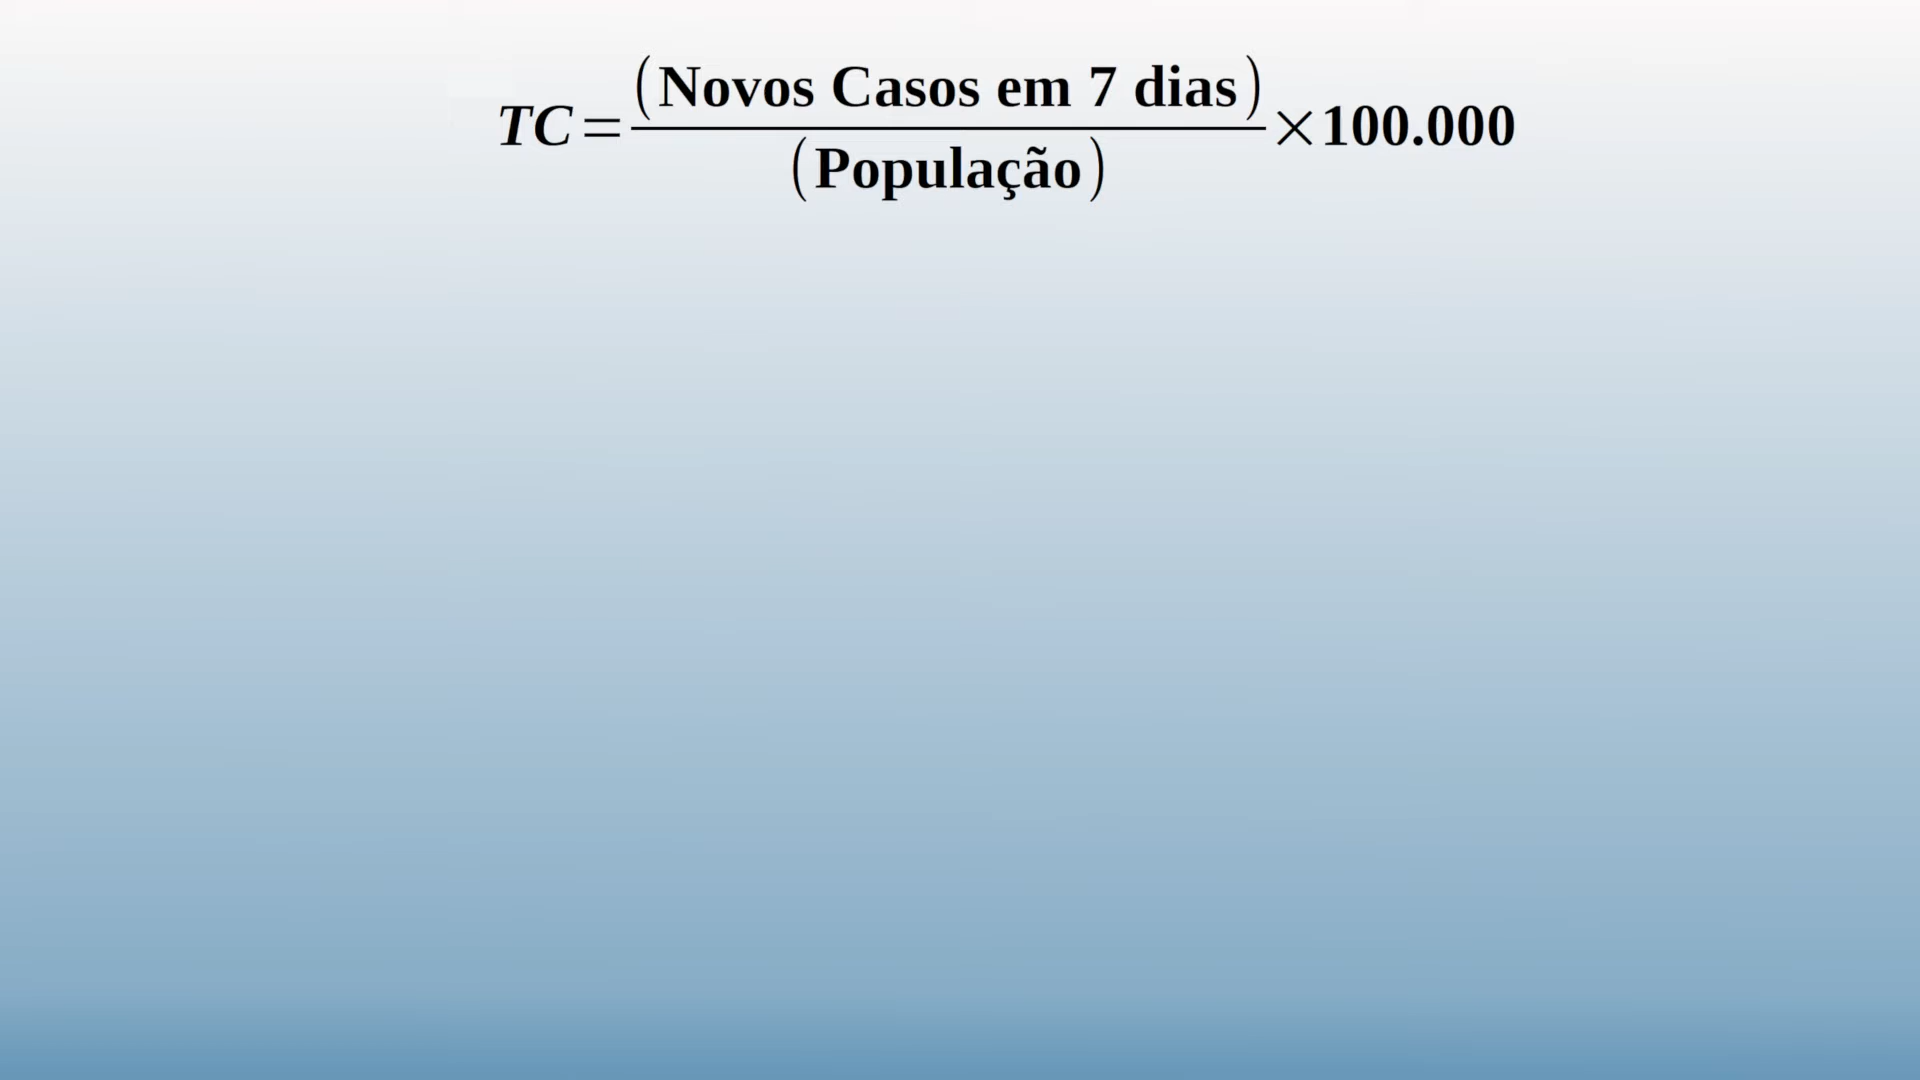 TC = (Novos Casos em 7 dias) / (População) × 100.000